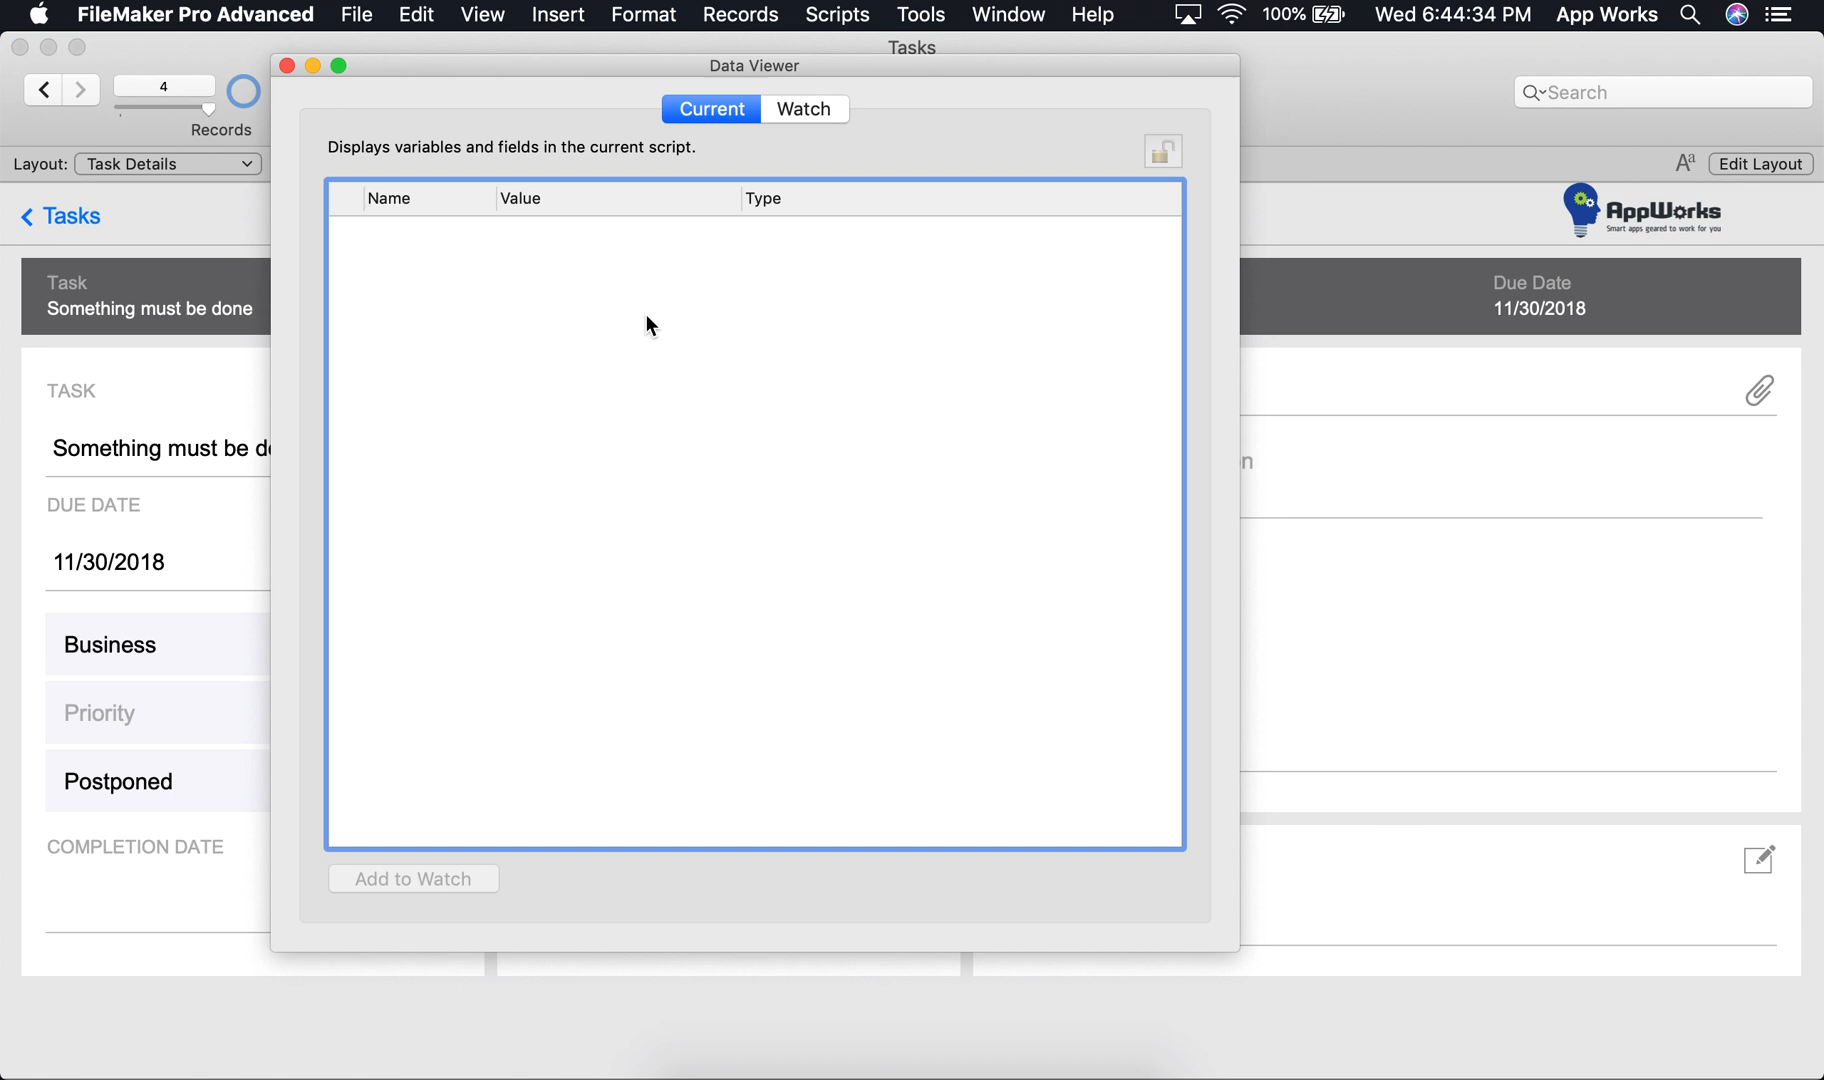 FileMaker Pro Advanced File Edit View Insert Format Records Scripts Tools Window Help 100% Wed 6:44:34 PM App Works
Tasks
Data Viewer
4
Records
Search
Current Watch
Displays variables and fields in the current script.
Layout: Task Details
Aa Edit Layout
Name Value Type
Tasks
AppWorks
Smart apps geared to work for you
Task
Something must be done
Due Date
11/30/2018
TASK
Something must be
n
DUE DATE
11/30/2018
Business
Priority
Postponed
COMPLETION DATE
Add to Watch